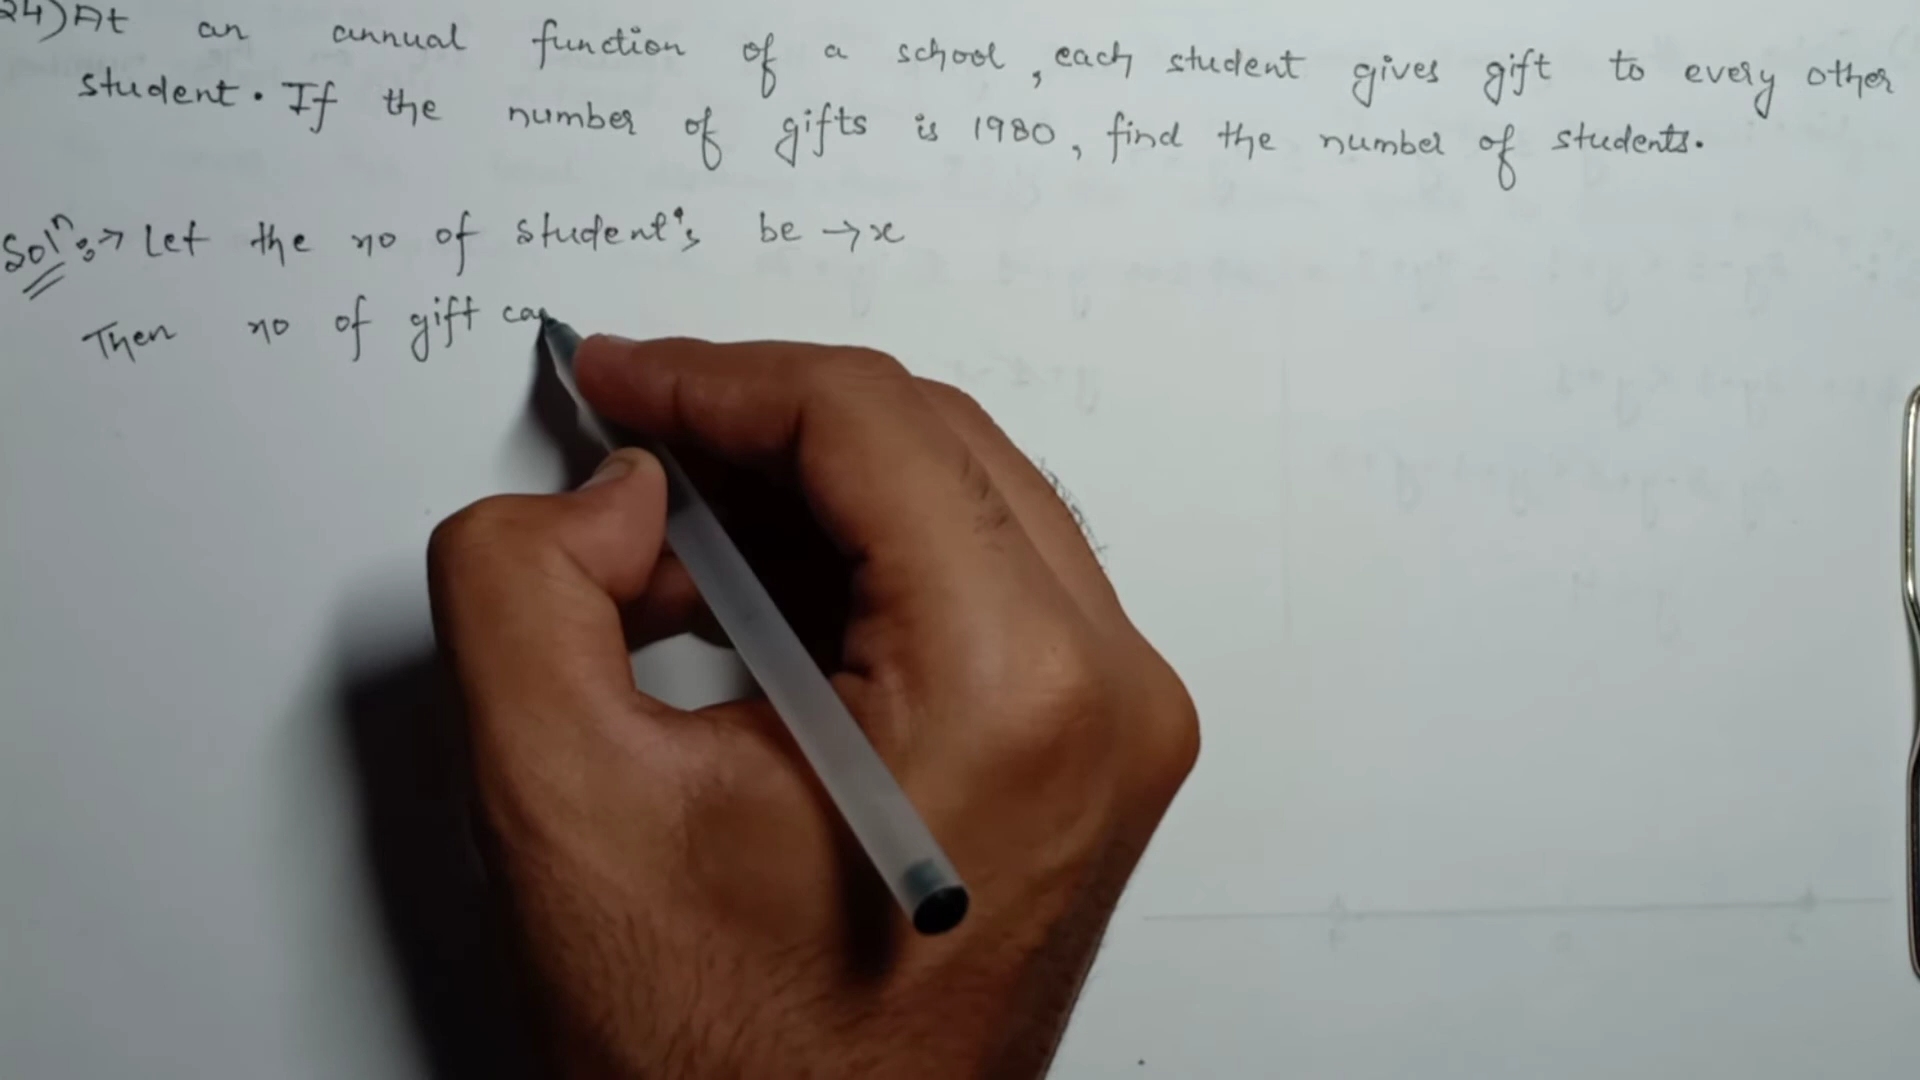 24) At an annual function of a school, each student gives gift to every other
student. If the number of gifts is 1980, find the number of students.
Solⁿ:→ Let the no of student's be → x
Then no of gift can